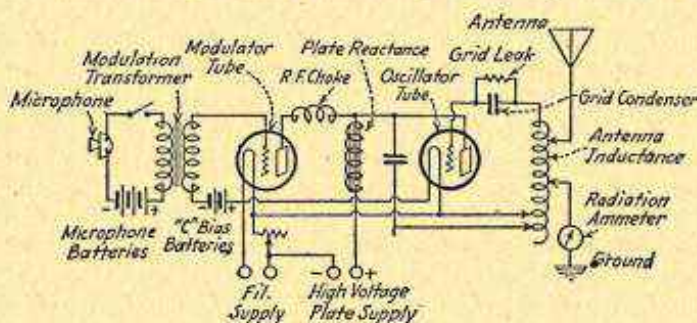 Antenna
Modulation
Transformer
Modulator
Tube
Plate Reactance
Grid Leak
Microphone
R.F. Choke
Oscillator
Tube
Grid Condenser
Antenna
Inductance
- +
Microphone
Batteries
"C" Bias
Batteries
Radiation
Ammeter
- +
Fil.
Supply
High Voltage
Plate Supply
Ground